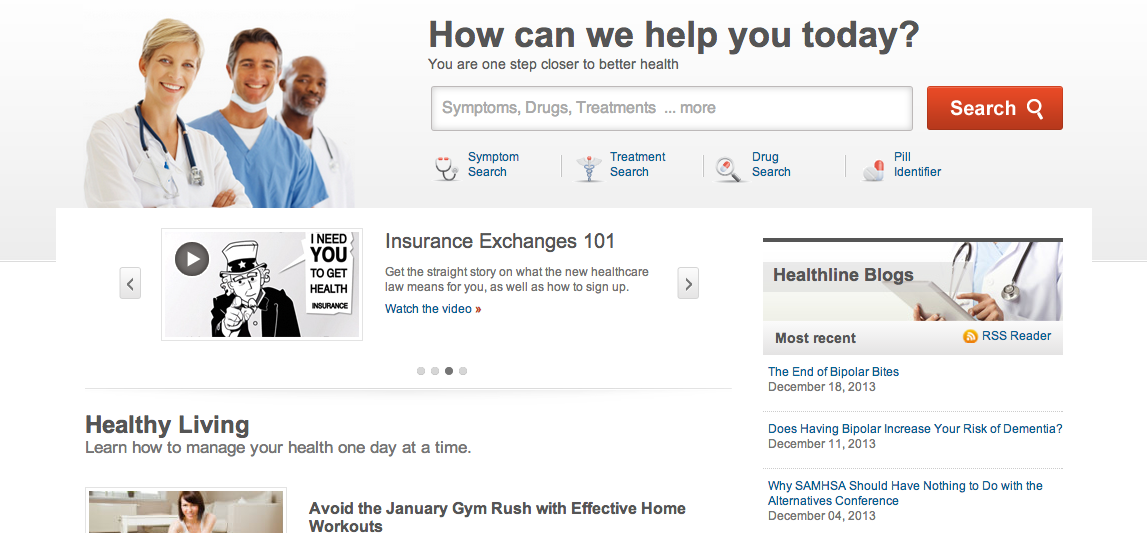 How can we help you today?
You are one step closer to better health
Symptoms, Drugs, Treatments ... more
Search
Symptom
Search
Treatment
Search
Drug
Search
Pill
Identifier
I NEED
YOU
TO GET
HEALTH
INSURANCE
Insurance Exchanges 101
Get the straight story on what the new healthcare
law means for you, as well as how to sign up.
Watch the video »
Healthline Blogs
Most recent
RSS Reader
The End of Bipolar Bites
December 18, 2013
Does Having Bipolar Increase Your Risk of Dementia?
December 11, 2013
Why SAMHSA Should Have Nothing to Do with the
Alternatives Conference
December 04, 2013
Healthy Living
Learn how to manage your health one day at a time.
Avoid the January Gym Rush with Effective Home
Workouts